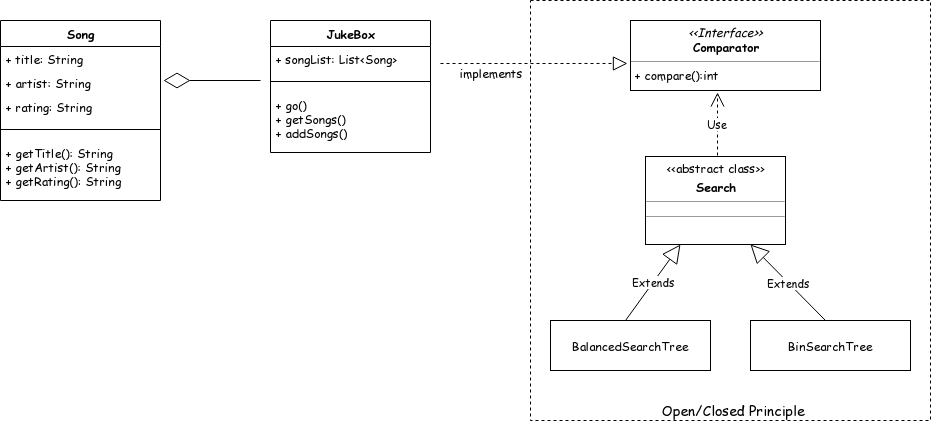 Song
+ title: String
+ artist: String
+ rating: String
+ getTitle(): String
+ getArtist(): String
+ getRating(): String
JukeBox
+ songList: List<Song>
+ go()
+ getSongs()
+ addSongs()
implements
<<Interface>>
Comparator
+ compare():int
Use
<<abstract class>>
Search
Extends
Extends
BalancedSearchTree
BinSearchTree
Open/Closed Principle